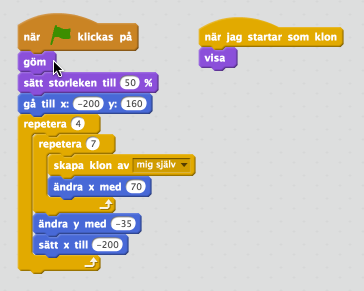 när klickas på
göm
sätt storleken till 50 %
gå till x: -200 y: 160
repetera 4
repetera 7
skapa klon av mig själv
ändra x med 70
ändra y med -35
sätt x till -200
när jag startar som klon
visa